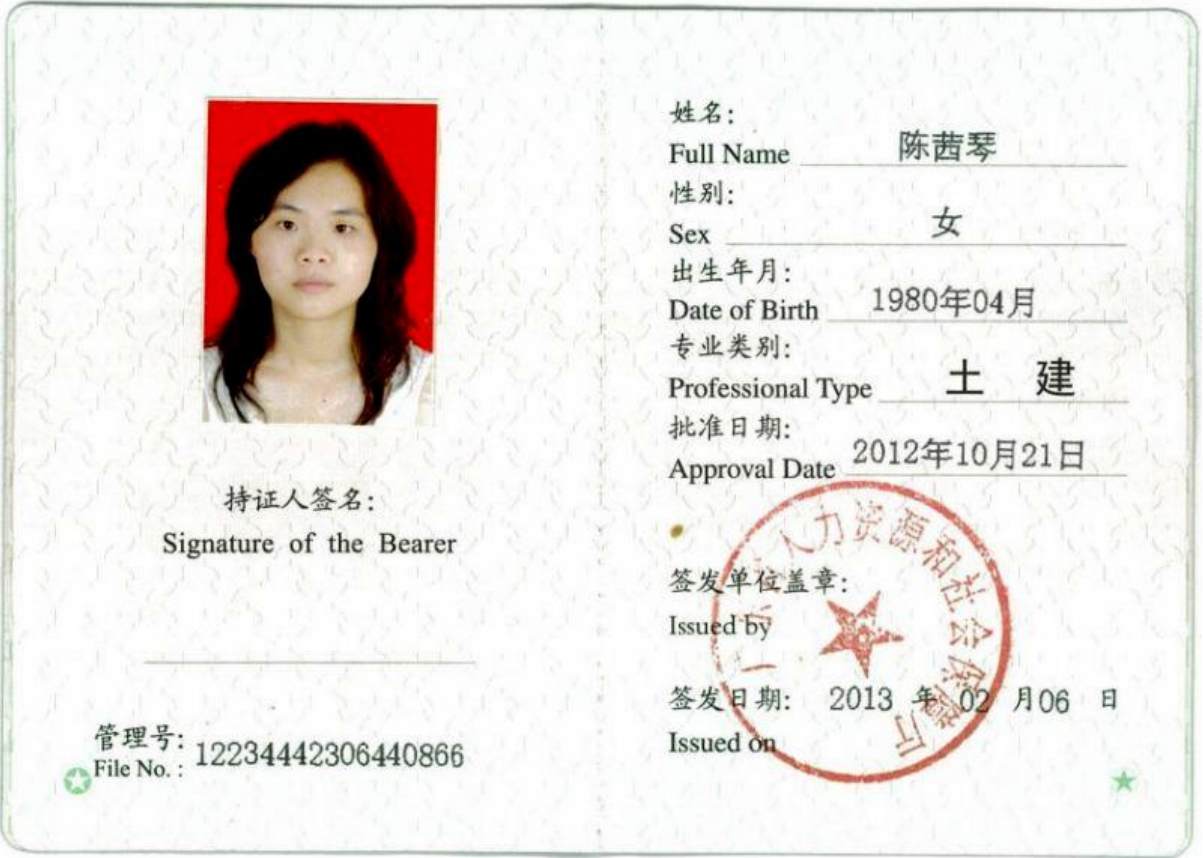 持证人签名:
Signature of the Bearer
管理号:
File No. : 12234442306440866
姓名:
Full Name 陈茜琴
性别:
Sex 女
出生年月:
Date of Birth 1980年04月
专业类别:
Professional Type 土 建
批准日期:
Approval Date 2012年10月21日
签发单位盖章:
Issued by
签发日期: 2013 年 02 月06 日
Issued on
人力资源和社会保障厅